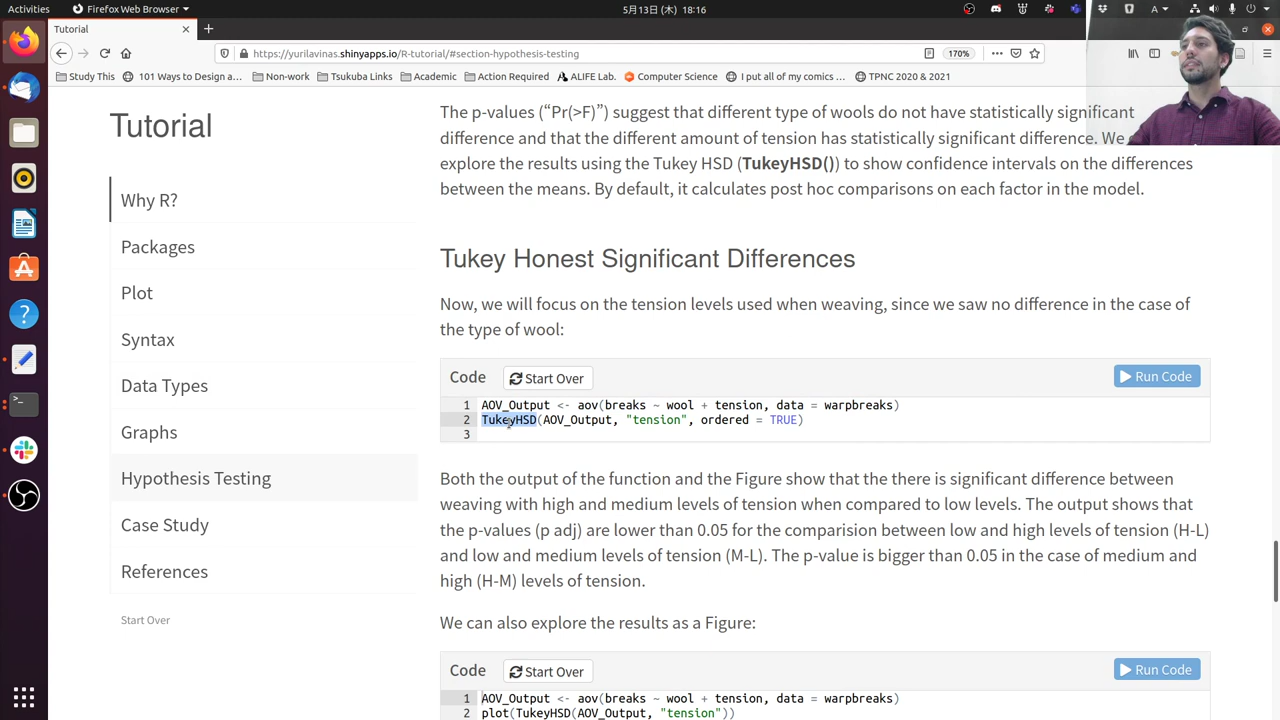 Activities
Firefox Web Browser
5月13日 (木) 18:16
A
Tutorial
https://yurilavinas.shinyapps.io/R-tutorial/#section-hypothesis-testing
170%
Study This
101 Ways to Design a…
Non-work
Tsukuba Links
Academic
Action Required
ALIFE Lab.
Computer Science
I put all of my comics …
TPNC 2020 & 2021
Tutorial
Why R?
Packages
Plot
Syntax
Data Types
Graphs
Hypothesis Testing
Case Study
References
Start Over
The p-values (“Pr(>F)”) suggest that different type of wools do not have statistically significant
difference and that the different amount of tension has statistically significant difference. We
explore the results using the Tukey HSD (TukeyHSD()) to show confidence intervals on the differences
between the means. By default, it calculates post hoc comparisons on each factor in the model.
Tukey Honest Significant Differences
Now, we will focus on the tension levels used when weaving, since we saw no difference in the case of
the type of wool:
Code
Start Over
Run Code
1 AOV_Output <- aov(breaks ~ wool + tension, data = warpbreaks)
2 TukeyHSD(AOV_Output, "tension", ordered = TRUE)
3
Both the output of the function and the Figure show that the there is significant difference between
weaving with high and medium levels of tension when compared to low levels. The output shows that
the p-values (p adj) are lower than 0.05 for the comparision between low and high levels of tension (H-L)
and low and medium levels of tension (M-L). The p-value is bigger than 0.05 in the case of medium and
high (H-M) levels of tension.
We can also explore the results as a Figure:
Code
Start Over
Run Code
1 AOV_Output <- aov(breaks ~ wool + tension, data = warpbreaks)
2 plot(TukeyHSD(AOV_Output, "tension"))